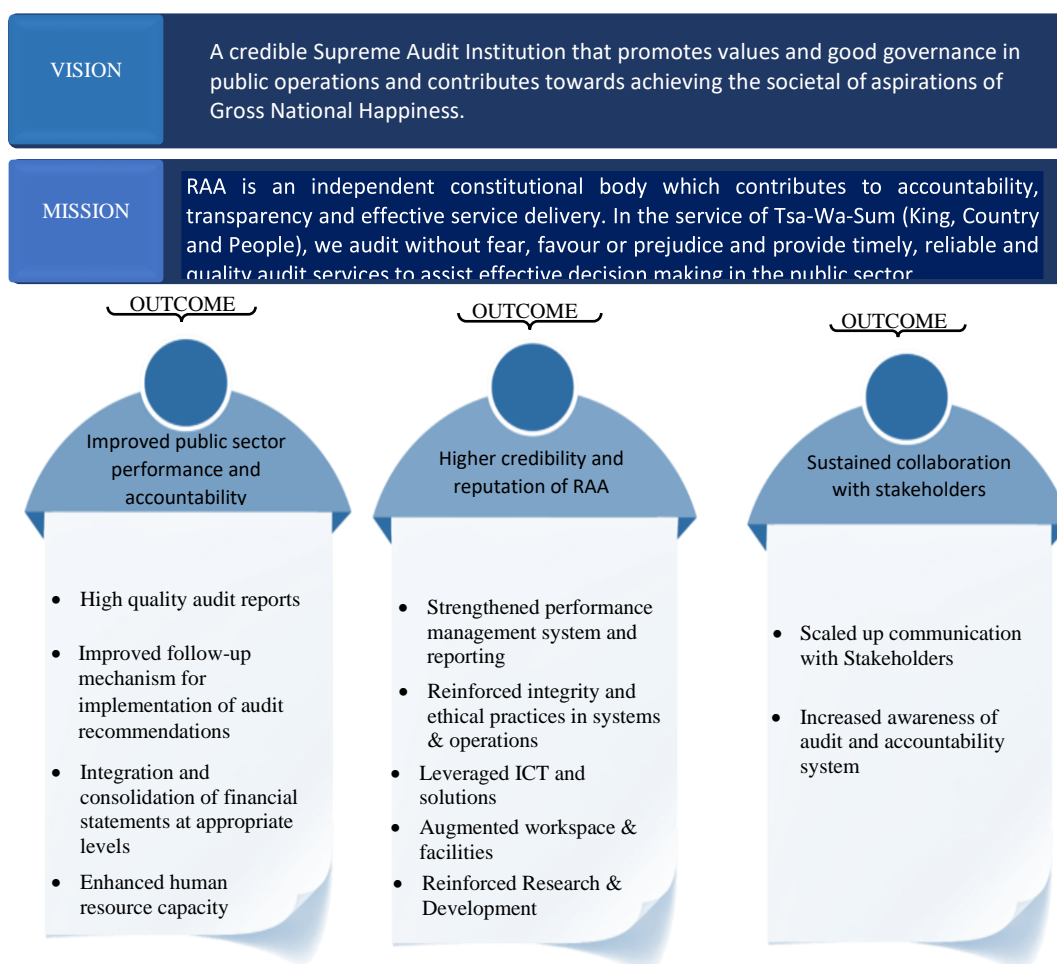 VISION
A credible Supreme Audit Institution that promotes values and good governance in
public operations and contributes towards achieving the societal of aspirations of
Gross National Happiness.
MISSION
RAA is an independent constitutional body which contributes to accountability,
transparency and effective service delivery. In the service of Tsa-Wa-Sum (King, Country
and People), we audit without fear, favour or prejudice and provide timely, reliable and
quality audit services to assist effective decision making in the public sector
OUTCOME
Improved public sector
performance and
accountability
• High quality audit reports
• Improved follow-up
mechanism for
implementation of audit
recommendations
• Integration and
consolidation of financial
statements at appropriate
levels
• Enhanced human
resource capacity
OUTCOME
Higher credibility and
reputation of RAA
• Strengthened performance
management system and
reporting
• Reinforced integrity and
ethical practices in systems
& operations
• Leveraged ICT and
solutions
• Augmented workspace &
facilities
• Reinforced Research &
Development
OUTCOME
Sustained collaboration
with stakeholders
• Scaled up communication
with Stakeholders
• Increased awareness of
audit and accountability
system